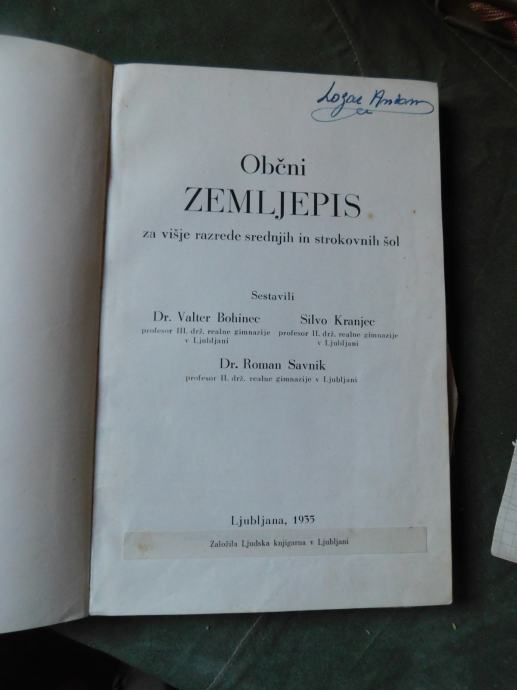 Logar Anton
Občni
ZEMLJEPIS
za višje razrede srednjih in strokovnih šol
Sestavili
Dr. Valter Bohinec
profesor III. drž. realne gimnazije
v Ljubljani
Silvo Kranjec
profesor II. drž. realne gimnazije
v Ljubljani
Dr. Roman Savnik
profesor II. drž. realne gimnazije v Ljubljani
Ljubljana, 1935
Založila Ljudska knjigarna v Ljubljani